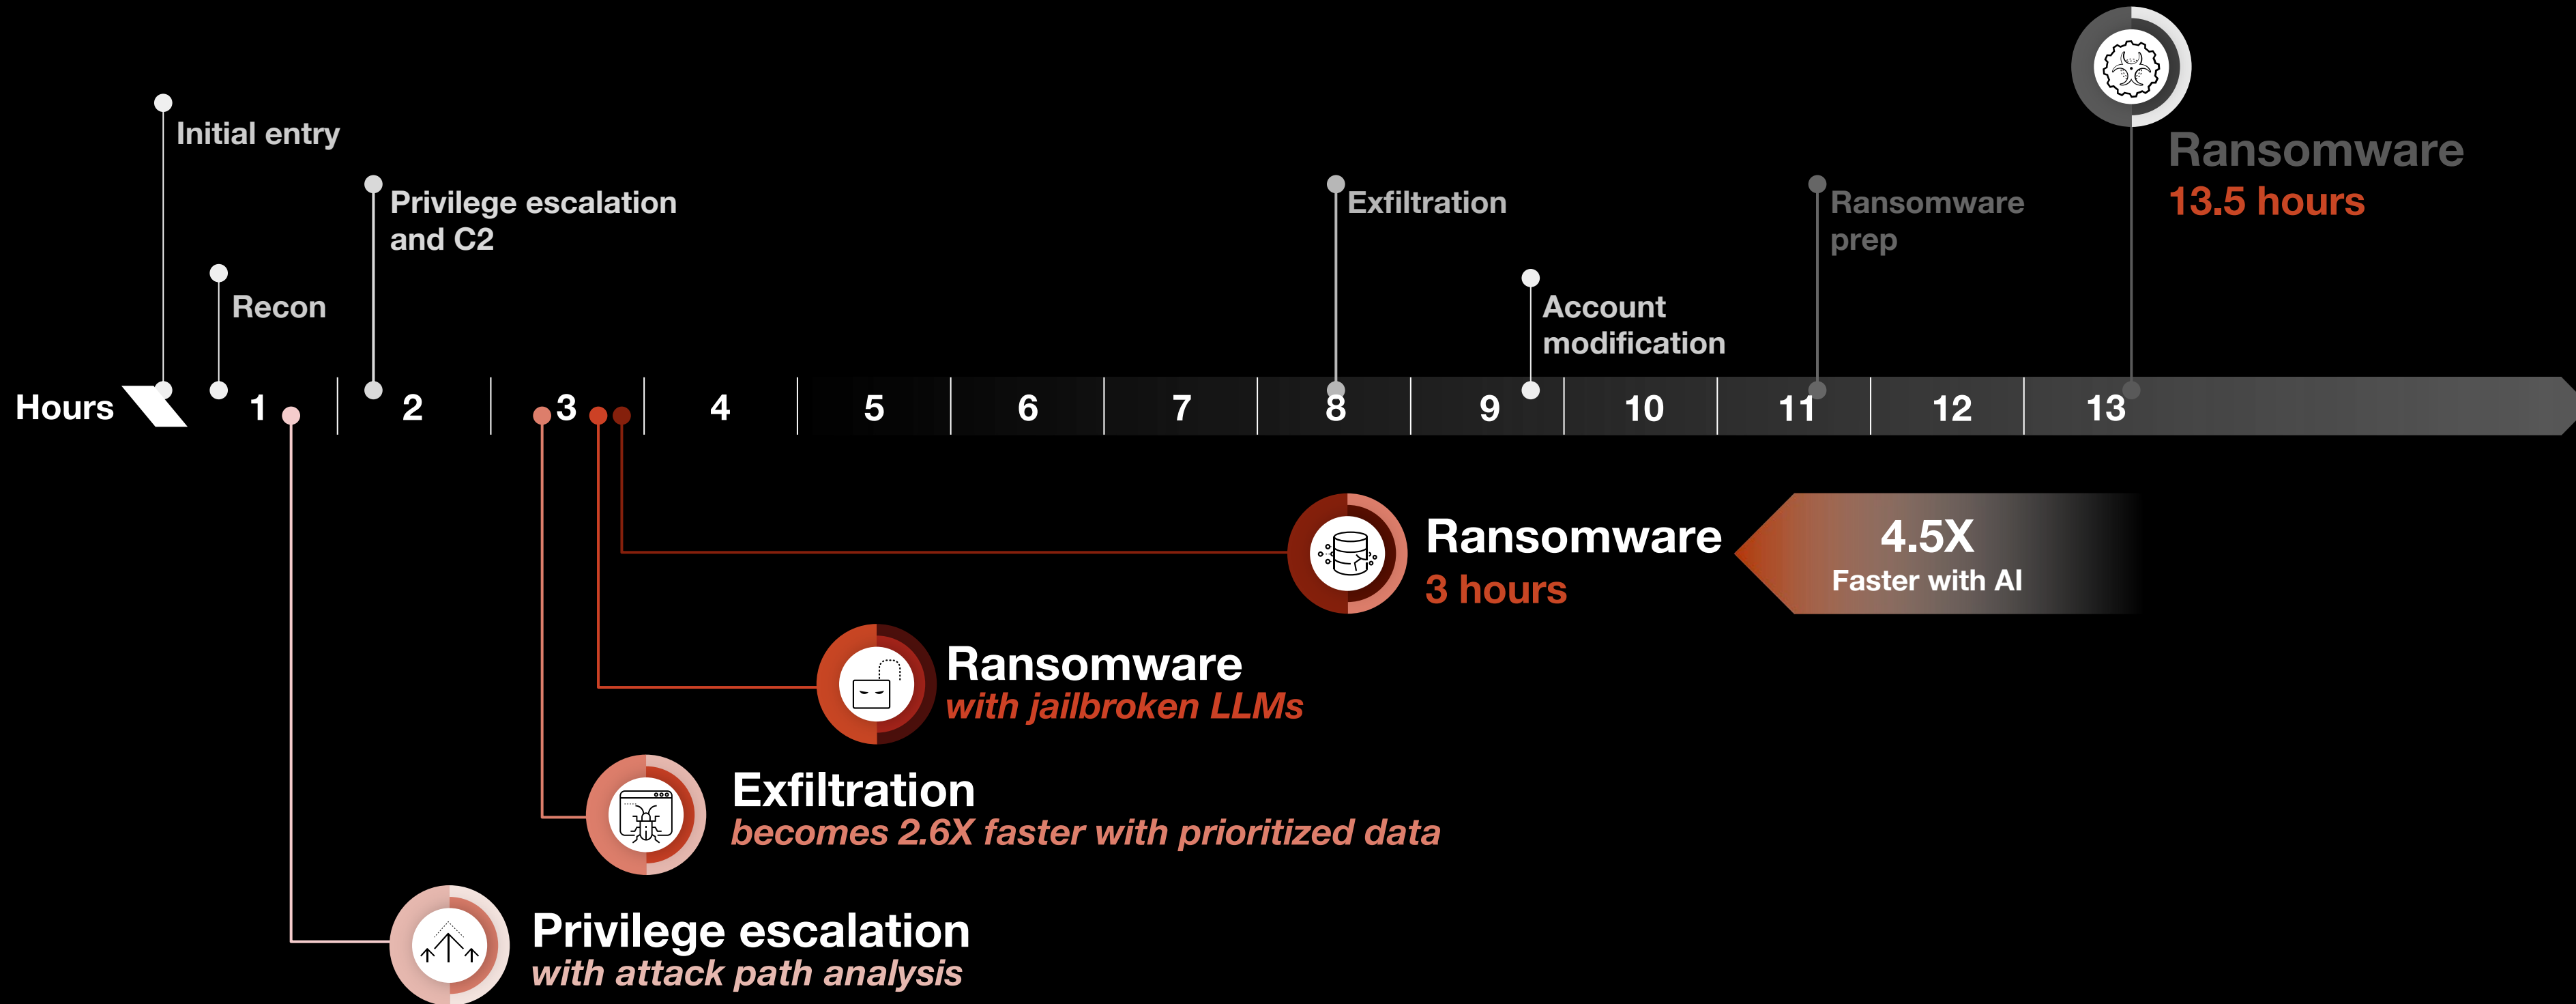 Initial entry
Recon
Privilege escalation
and C2
Exfiltration
Account
modification
Ransomware
prep
Ransomware
13.5 hours
Hours 1 2 3 4 5 6 7 8 9 10 11 12 13
Ransomware
3 hours
4.5X
Faster with AI
Ransomware
with jailbroken LLMs
Exfiltration
becomes 2.6X faster with prioritized data
Privilege escalation
with attack path analysis